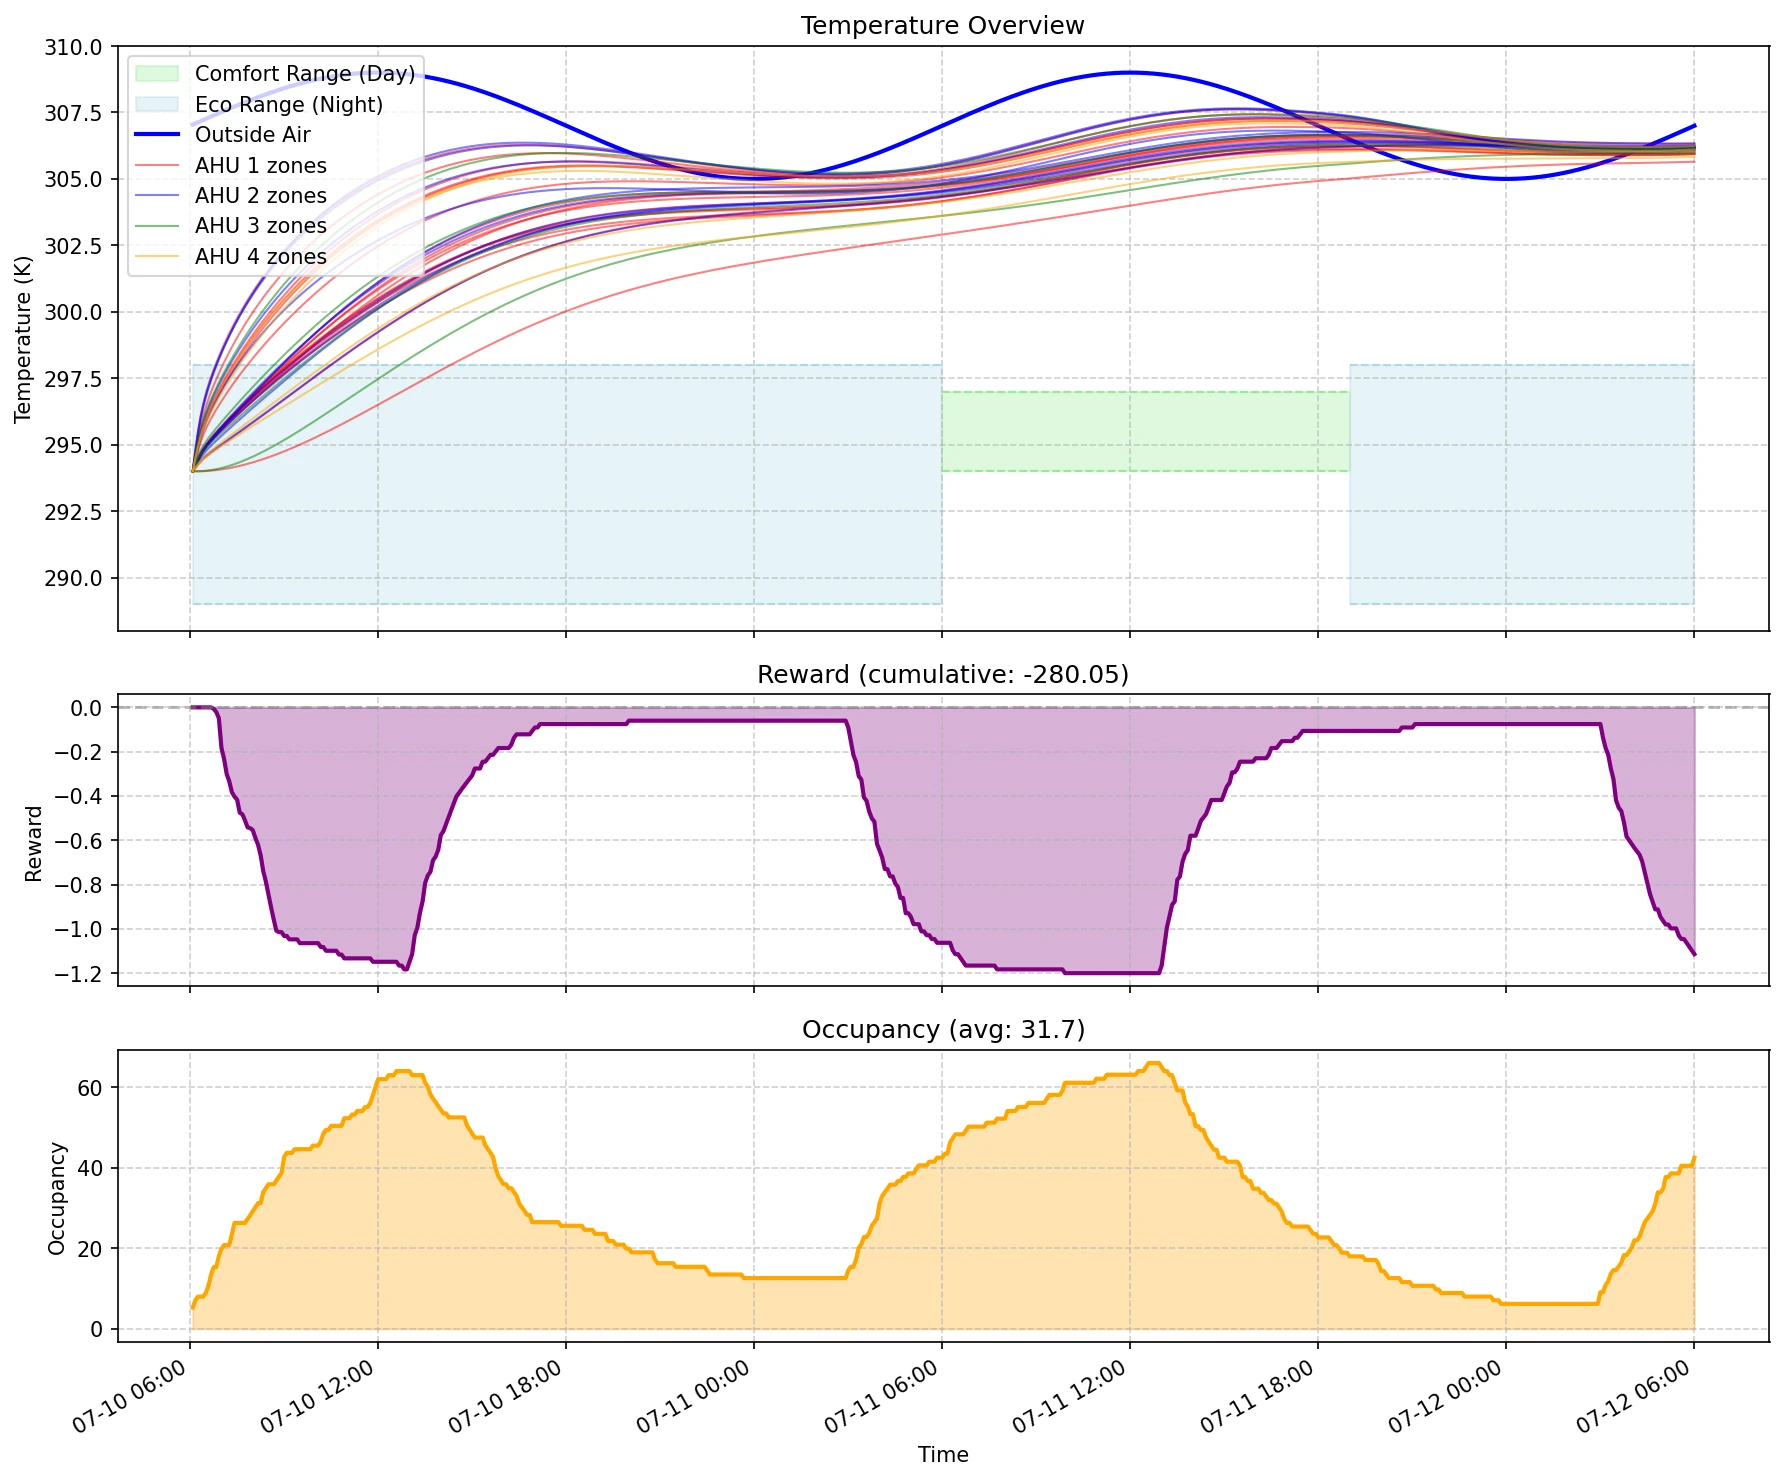 Temperature Overview
310.0
307.5
305.0
302.5
300.0
297.5
295.0
292.5
290.0
Temperature (K)
Comfort Range (Day)
Eco Range (Night)
Outside Air
AHU 1 zones
AHU 2 zones
AHU 3 zones
AHU 4 zones
Reward (cumulative: -280.05)
0.0
−0.2
−0.4
−0.6
−0.8
−1.0
−1.2
Reward
Occupancy (avg: 31.7)
60
40
20
0
Occupancy
07-10 06:00
07-10 12:00
07-10 18:00
07-11 00:00
07-11 06:00
07-11 12:00
07-11 18:00
07-12 00:00
07-12 06:00
Time